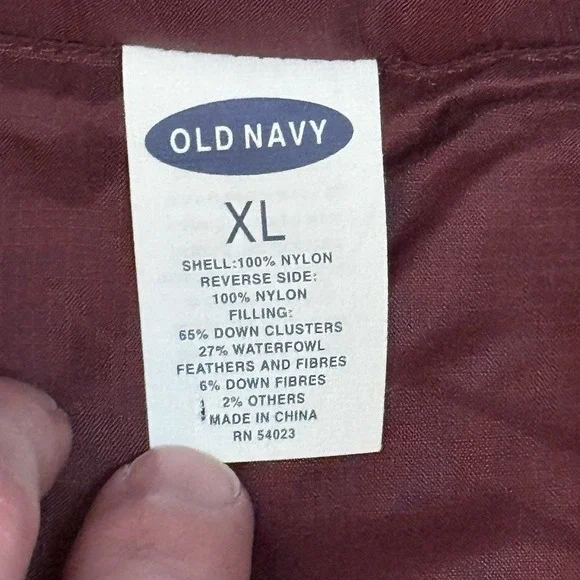 OLD NAVY
XL
SHELL:100% NYLON
REVERSE SIDE:
100% NYLON
FILLING:
65% DOWN CLUSTERS
27% WATERFOWL
FEATHERS AND FIBRES
6% DOWN FIBRES
2% OTHERS
MADE IN CHINA
RN 54023